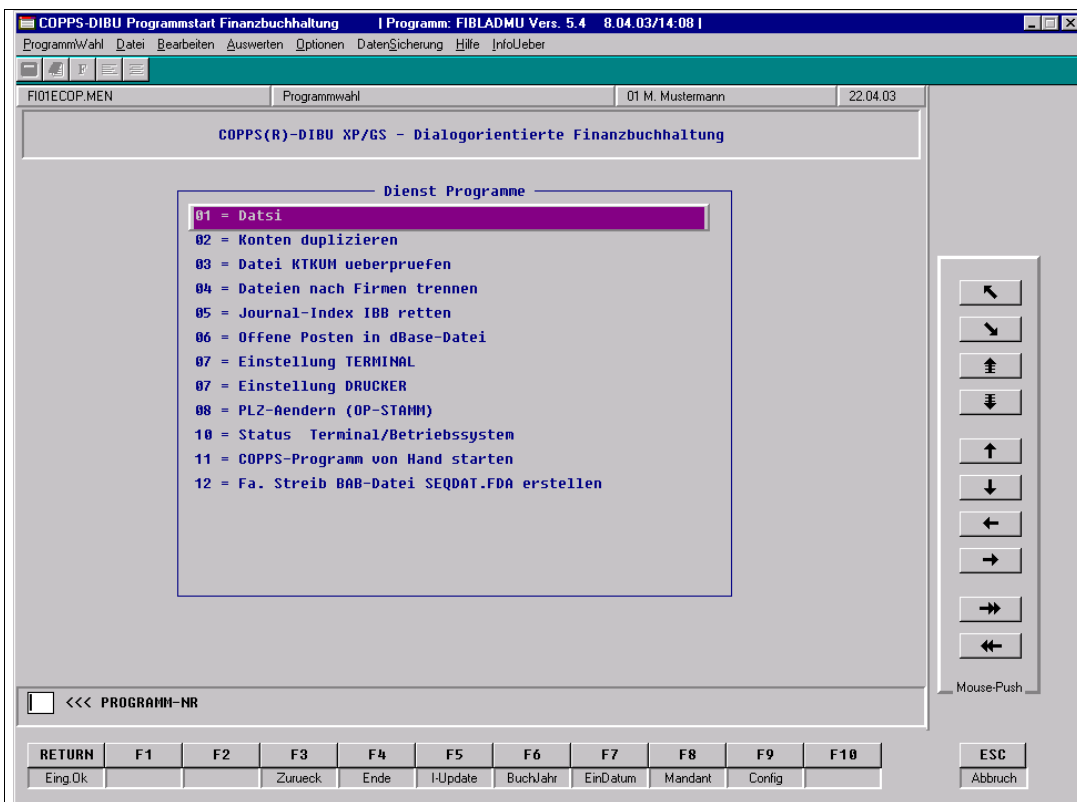 COPPS-DIBU Programmstart Finanzbuchhaltung | Programm: FIBLADMU Vers. 5.4 8.04.03/14:08 |
ProgrammWahl Datei Bearbeiten Auswerten Optionen DatenSicherung Hilfe InfoUeber
F
FI01ECOP.MEN Programmwahl 01 M. Mustermann 22.04.03
COPPS(R)-DIBU XP/GS - Dialogorientierte Finanzbuchhaltung
Dienst Programme
01 = Datsi
02 = Konten duplizieren
03 = Datei KTKUM ueberpruefen
04 = Dateien nach Firmen trennen
05 = Journal-Index IBB retten
06 = Offene Posten in dBase-Datei
07 = Einstellung TERMINAL
07 = Einstellung DRUCKER
08 = PLZ-Aendern (OP-STAMM)
10 = Status Terminal/Betriebssystem
11 = COPPS-Programm von Hand starten
12 = Fa. Streib BAB-Datei SEQDAT.FDA erstellen
Mouse-Push
<<< PROGRAMM-NR
RETURN F1 F2 F3 F4 F5 F6 F7 F8 F9 F10 ESC
Eing.Ok Zurueck Ende I-Update BuchJahr EinDatum Mandant Config Abbruch